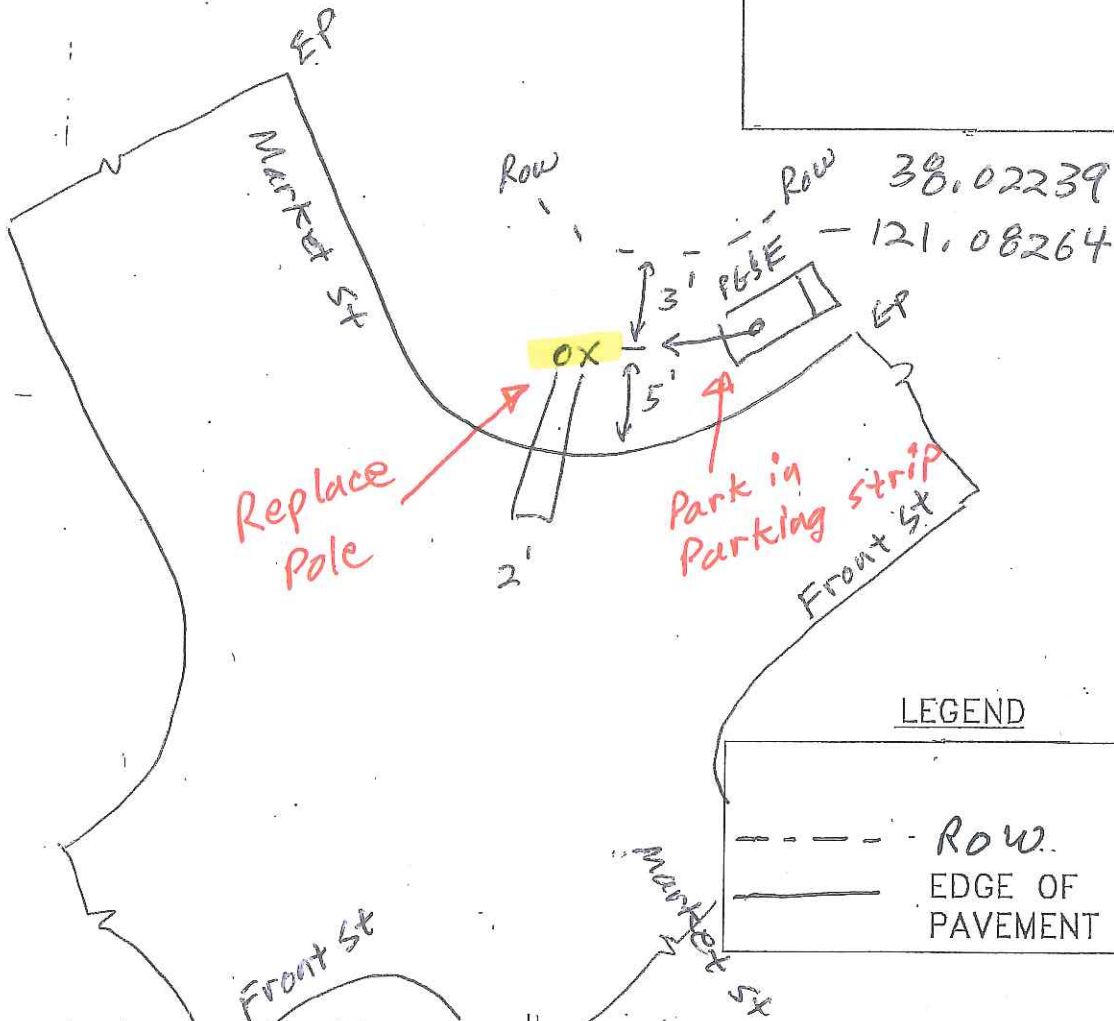 EP
Market St
Row
Row
38.02239
- 121.08264
3'
PG&E
EP
OX
5'
Replace
Pole
Park in
Parking strip
2'
Front St
LEGEND
Row
EDGE OF
PAVEMENT
Market St
Front St